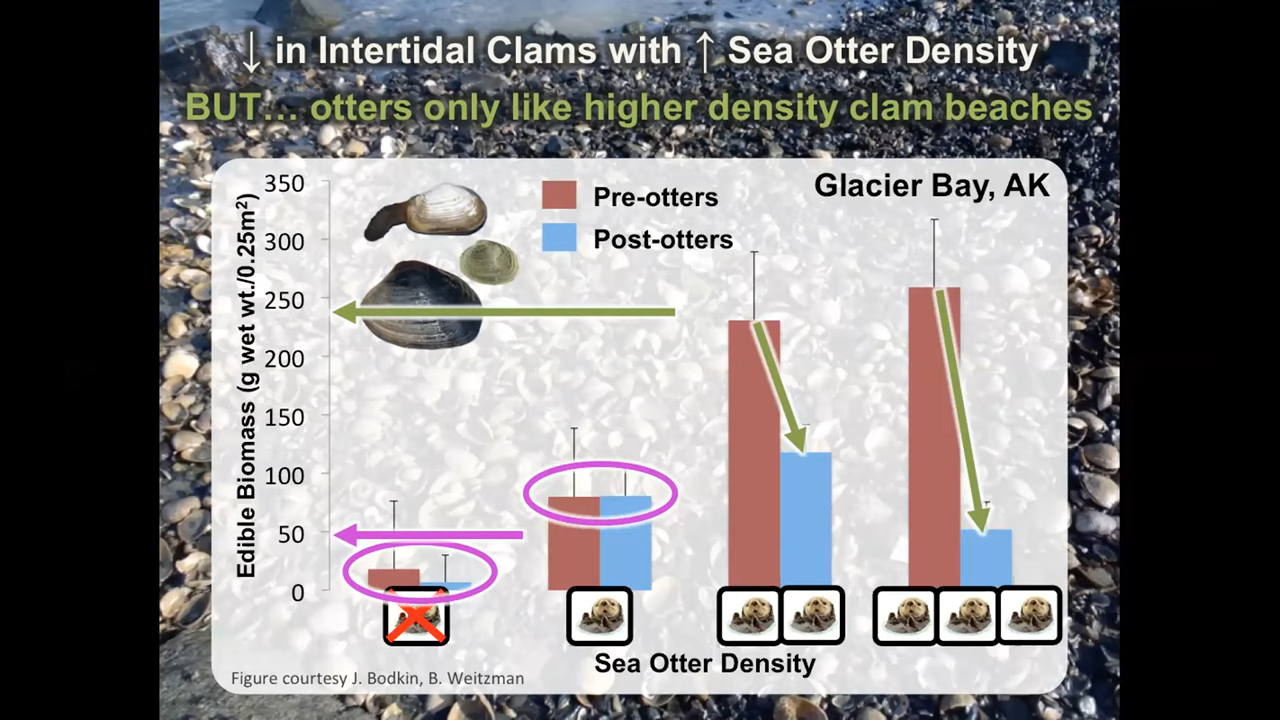 ↓ in Intertidal Clams with ↑ Sea Otter Density
BUT... otters only like higher density clam beaches
Glacier Bay, AK
Pre-otters
Post-otters
Edible Biomass (g wet wt./0.25m²)
350
300
250
200
150
100
50
0
Sea Otter Density
Figure courtesy J. Bodkin, B. Weitzman